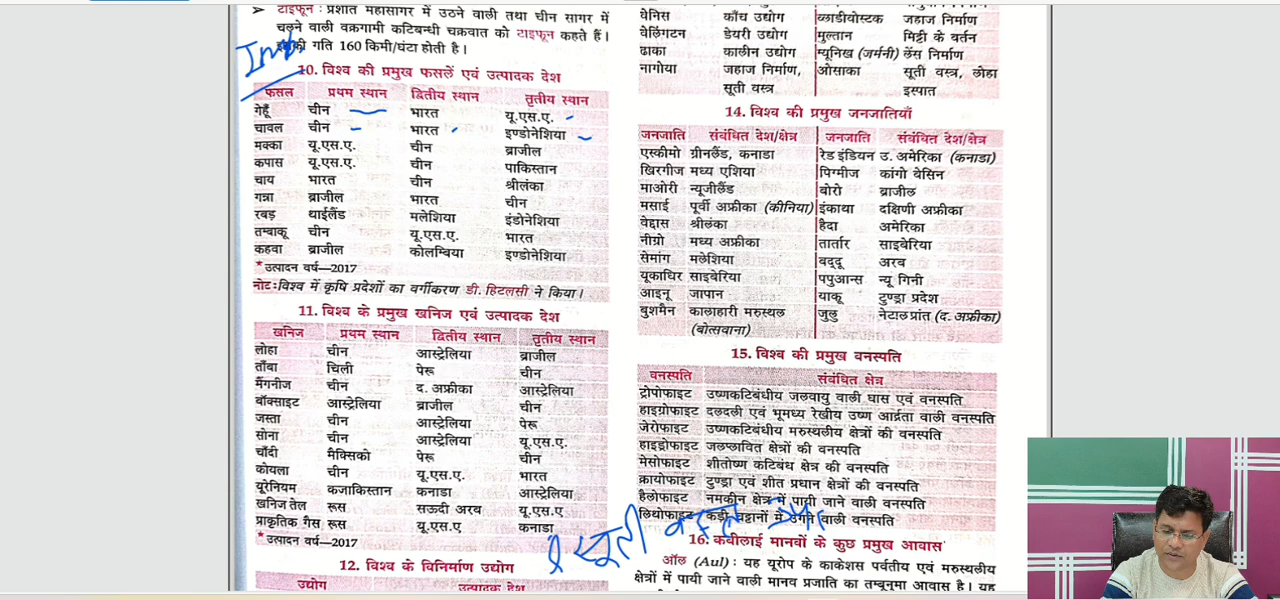 ➢ टाइफून : प्रशांत महासागर में उठने वाली तथा चीन सागर में
चलने वाली वक्रगामी कटिबन्धी चक्रवात को टाइफून कहते हैं।
गति 160 किमी/घंटा होती है।
Imp.
10. विश्व की प्रमुख फसलें एवं उत्पादक देश
फसल प्रथम स्थान द्वितीय स्थान तृतीय स्थान
गेहूँ चीन भारत यू.एस.ए.
चावल चीन भारत इण्डोनेशिया
मक्का यू.एस.ए. चीन ब्राजील
कपास यू.एस.ए. चीन पाकिस्तान
चाय भारत चीन श्रीलंका
गन्ना ब्राजील भारत चीन
रबड़ थाईलैंड मलेशिया इंडोनेशिया
तम्बाकू चीन यू.एस.ए. भारत
कहवा ब्राजील कोलम्बिया इण्डोनेशिया
*उत्पादन वर्ष—2017
नोट:विश्व में कृषि प्रदेशों का वर्गीकरण डी. हिटलसी ने किया।
11. विश्व के प्रमुख खनिज एवं उत्पादक देश
खनिज प्रथम स्थान द्वितीय स्थान तृतीय स्थान
लोहा चीन आस्ट्रेलिया ब्राजील
ताँबा चिली पेरू चीन
मैंगनीज चीन द. अफ्रीका आस्ट्रेलिया
बॉक्साइट आस्ट्रेलिया ब्राजील चीन
जस्ता चीन आस्ट्रेलिया पेरू
सोना चीन आस्ट्रेलिया यू.एस.ए.
चाँदी मैक्सिको पेरू चीन
कोयला चीन यू.एस.ए. भारत
यूरेनियम कजाकिस्तान कनाडा आस्ट्रेलिया
खनिज तेल रूस सऊदी अरब यू.एस.ए.
प्राकृतिक गैस रूस यू.एस.ए कनाडा
*उत्पादन वर्ष—2017
12. विश्व के विनिर्माण उद्योग
उद्योग उत्पादक देश
वेनिस काँच उद्योग व्लाडीवोस्टक जहाज निर्माण
वेलिंगटन डेयरी उद्योग मुल्तान मिट्टी के बर्तन
ढाका कालीन उद्योग म्यूनिख (जर्मनी) लेंस निर्माण
नागोया जहाज निर्माण, ओसाका सूती वस्त्र, लोहा
सूती वस्त्र इस्पात
14. विश्व की प्रमुख जनजातियाँ
जनजाति संबंधित देश/क्षेत्र जनजाति संबंधित देश/क्षेत्र
एस्कीमो ग्रीनलैंड, कनाडा रेड इंडियन उ. अमेरिका (कनाडा)
खिरगीज मध्य एशिया पिग्मीज कांगो बेसिन
माओरी न्यूजीलैंड बोरो ब्राजील
मसाई पूर्वी अफ्रीका (कीनिया) इंकाथा दक्षिणी अफ्रीका
वेद्दास श्रीलंका हैदा अमेरिका
नीग्रो मध्य अफ्रीका तार्तार साइबेरिया
सेमांग मलेशिया बद्दू अरब
यूकाधिर साइबेरिया पपुआन्स न्यू गिनी
आइनू जापान याकू टुण्ड्रा प्रदेश
बुशमैन कालाहारी मरुस्थल जुलु नेटाल प्रांत (द. अफ्रीका)
(बोत्सवाना)
15. विश्व की प्रमुख वनस्पति
वनस्पति संबंधित क्षेत्र
ट्रोपोफाइट उष्णकटिबंधीय जलवायु वाली घास एवं वनस्पति
हाइग्रोफाइट दलदली एवं भूमध्य रेखीय उष्ण आर्द्रता वाली वनस्पति
जेरोफाइट उष्णकटिबंधीय मरुस्थलीय क्षेत्रों की वनस्पति
हाइड्रोफाइट जलप्लावित क्षेत्रों की वनस्पति
मेसोफाइट शीतोष्ण कटिबंध क्षेत्र की वनस्पति
क्रायोफाइट टुण्ड्रा एवं शीत प्रधान क्षेत्रों की वनस्पति
हैलोफाइट नमकीन क्षेत्र में पायी जाने वाली वनस्पति
लिथोफाइट कड़ी चट्टानों में उगने वाली वनस्पति
सूती
16. कबीलाई मानवों के कुछ प्रमुख आवास
ऑल (Aul) : यह यूरोप के काकेशस पर्वतीय एवं मरुस्थलीय
क्षेत्रों में पायी जाने वाली मानव प्रजाति का तम्बूनुमा आवास है। यह